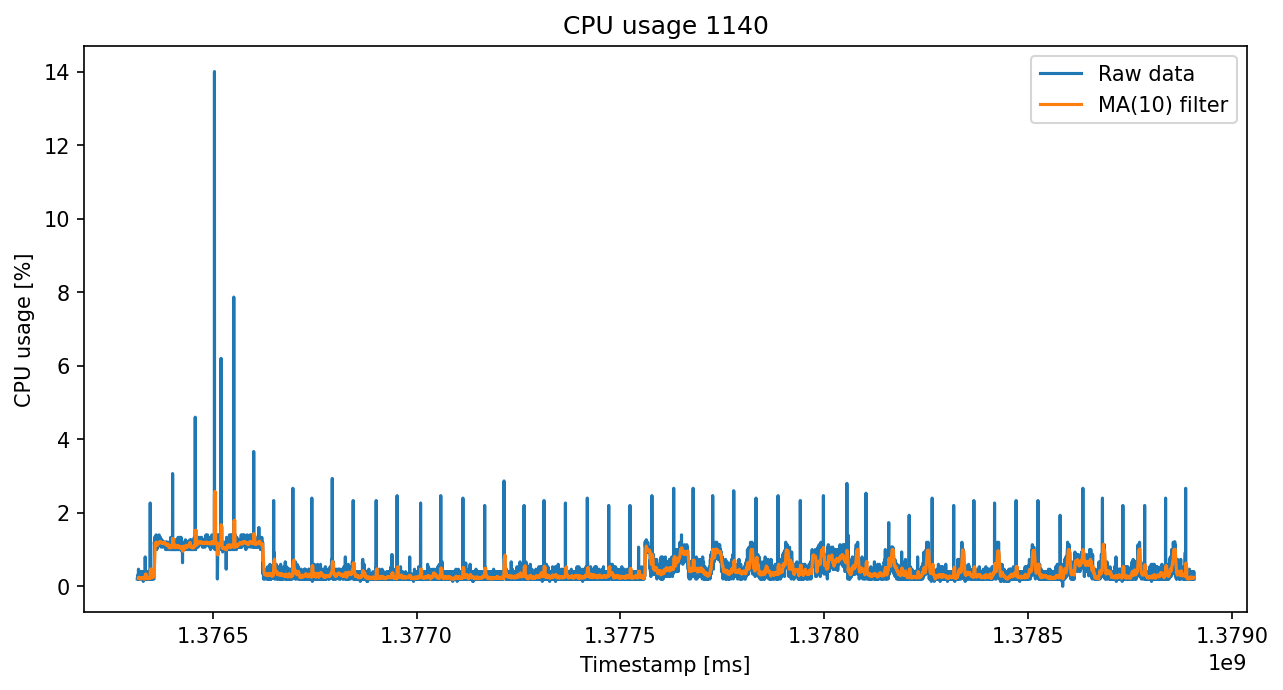 CPU usage 1140
Raw data
MA(10) filter
CPU usage [%]
14
12
10
8
6
4
2
0
1.3765 1.3770 1.3775 1.3780 1.3785 1.3790
1e9
Timestamp [ms]